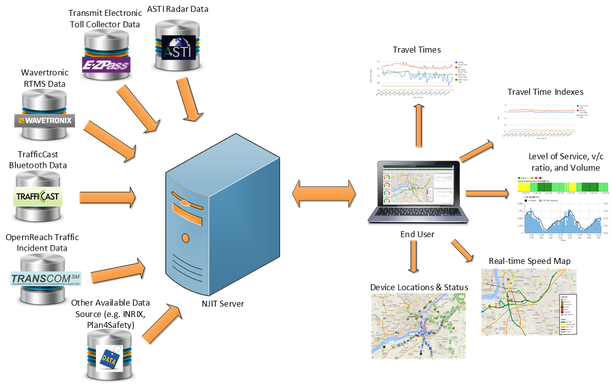 Transmit Electronic
Toll Collector Data
E-ZPass
ASTI Radar Data
ASTI
Wavertronic
RTMS Data
WAVETRONIX
TrafficCast
Bluetooth Data
TRAFFICAST
OpenReach Traffic
Incident Data
TRANSCOM SM
Other Available Data
Source (e.g. INRIX,
Plan4Safety)
DATA
NJIT Server
End User
Travel Times
Travel Time Indexes
Level of Service, v/c
ratio, and Volume
Real-time Speed Map
Device Locations & Status